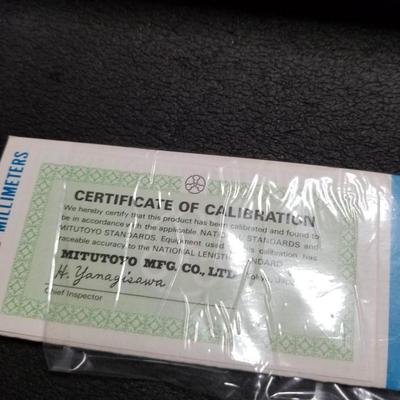 MILLIMETERS
CERTIFICATE OF CALIBRATION
We hereby certify that this product has been calibrated and found to
be in accordance with the applicable NATIONAL STANDARDS and
MITUTOYO STANDARDS. Equipment used calibration has
traceable accuracy to the NATIONAL LENGTH STANDARD
MITUTOYO MFG. CO., LTD
H. Yanagisawa
Chief Inspector